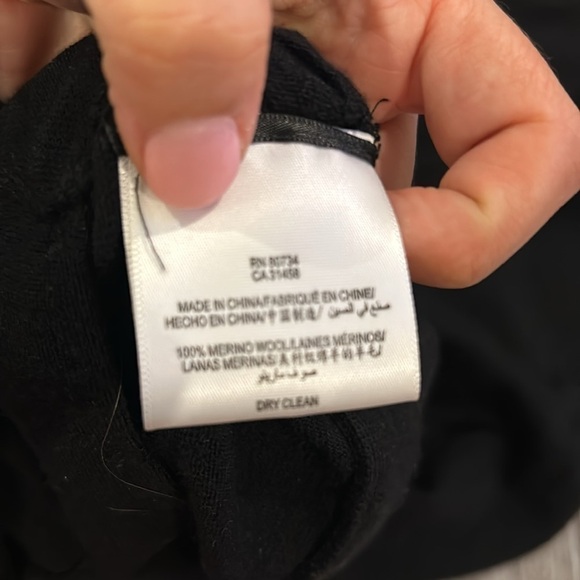 RN 80734
CA 31458
MADE IN CHINA/FABRIQUÉ EN CHINE/
HECHO EN CHINA/中国制造/ صنع في الصين
100% MERINO WOOL/LAINES MÉRINOS/
LANAS MERINAS/
صوف مارينو
DRY CLEAN